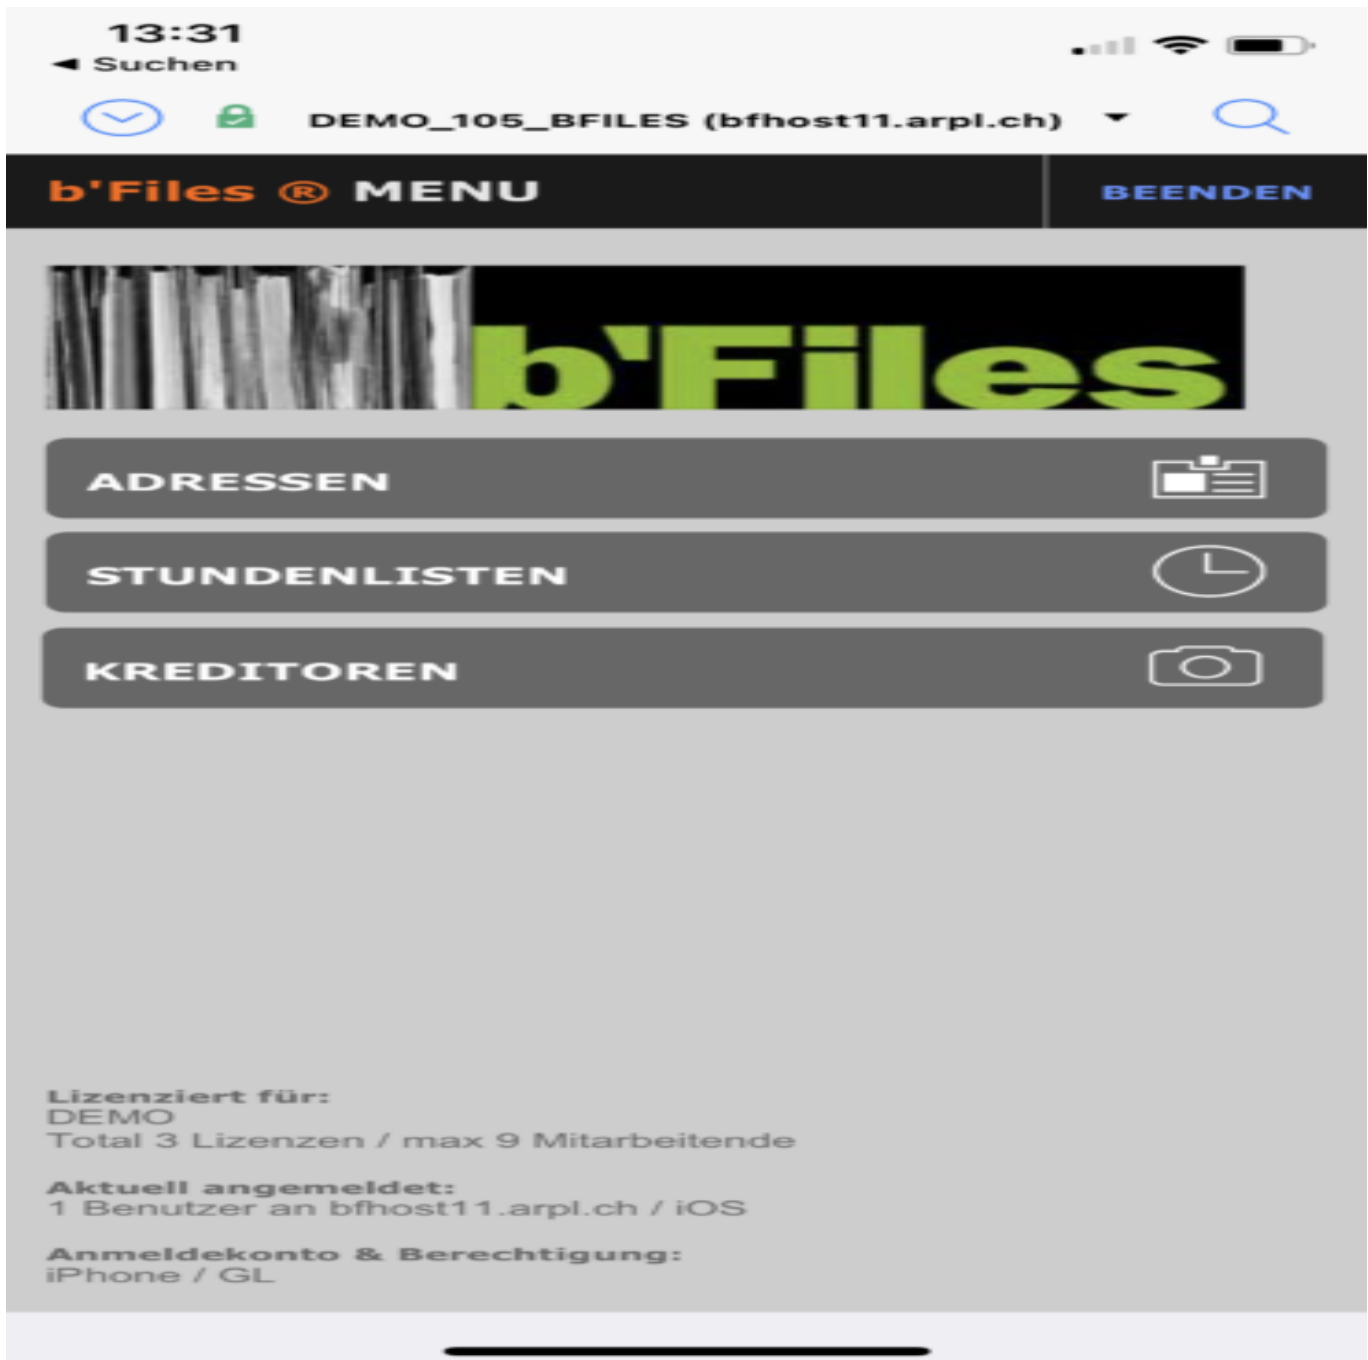 13:31
◀ Suchen
DEMO_105_BFILES (bfhost11.arpl.ch)
b'Files ® MENU
BEENDEN
b'Files
ADRESSEN
STUNDENLISTEN
KREDITOREN
Lizenziert für:
DEMO
Total 3 Lizenzen / max 9 Mitarbeitende
Aktuell angemeldet:
1 Benutzer an bfhost11.arpl.ch / iOS
Anmeldekonto & Berechtigung:
iPhone / GL